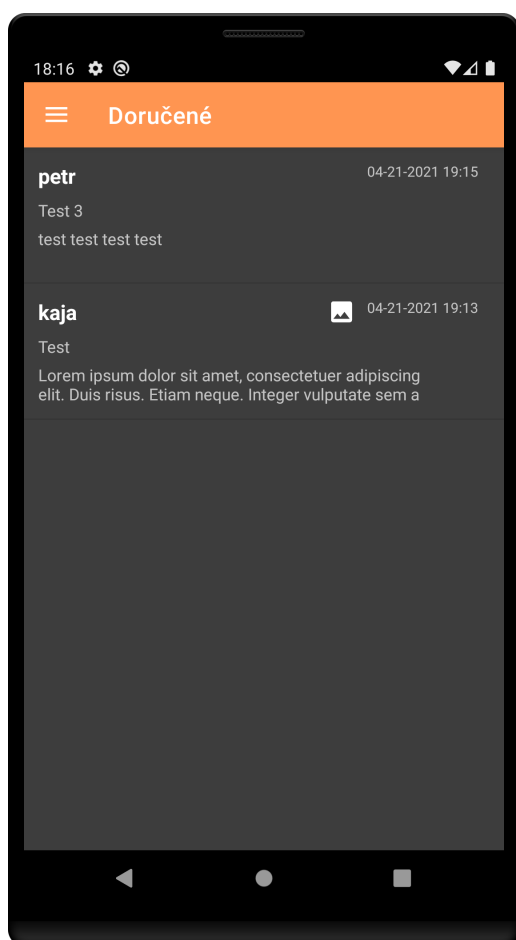 18:16
Doručené
petr
04-21-2021 19:15
Test 3
test test test test
kaja
04-21-2021 19:13
Test
Lorem ipsum dolor sit amet, consectetuer adipiscing
elit. Duis risus. Etiam neque. Integer vulputate sem a